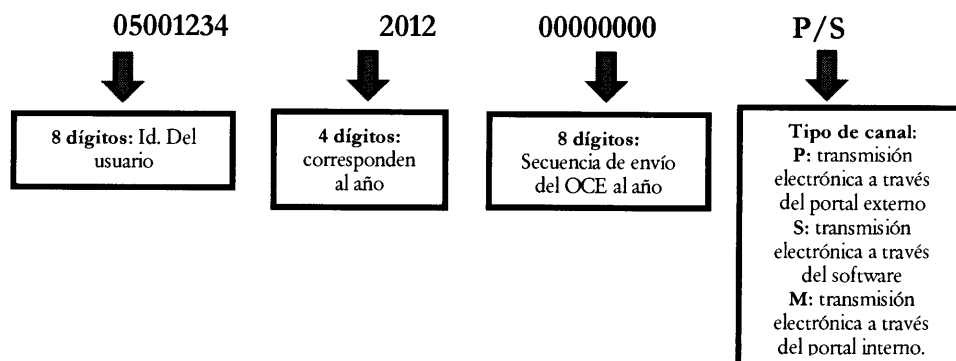 05001234 2012 00000000 P/S
8 dígitos: Id. Del
usuario
4 dígitos:
corresponden
al año
8 dígitos:
Secuencia de envío
del OCE al año
Tipo de canal:
P: transmisión
electrónica a través
del portal externo
S: transmisión
electrónica a través
del software
M: transmisión
electrónica a través
del portal interno.